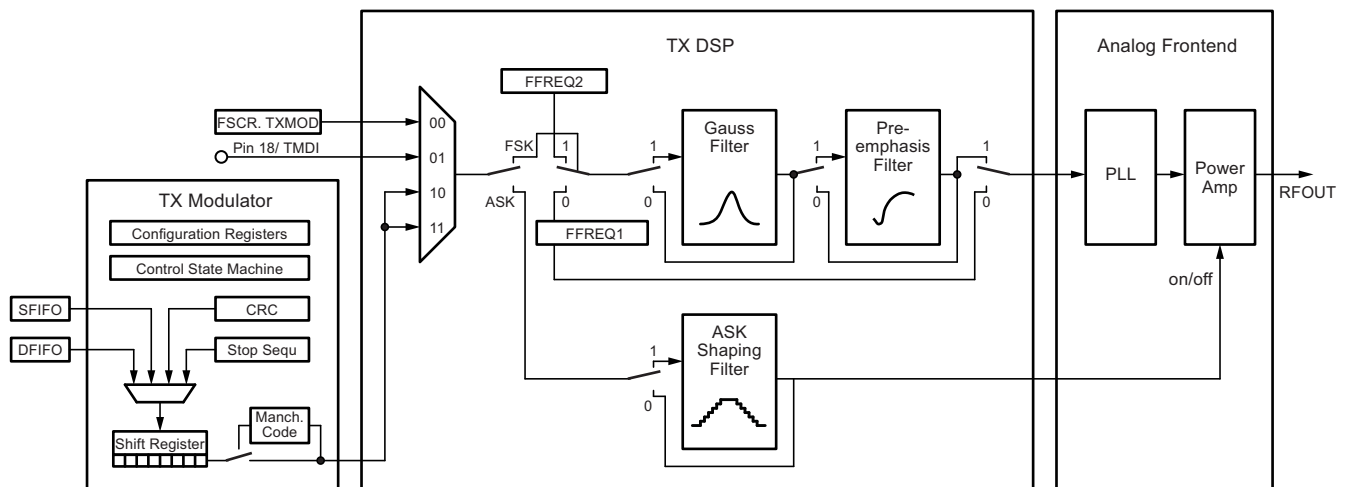 TX DSP
Analog Frontend
FFREQ2
FSCR. TXMOD
00
Pin 18/ TMDI
01
10
11
FSK
ASK
1
0
FFREQ1
1
0
Gauss
Filter
1
0
Pre-
emphasis
Filter
1
0
PLL
Power
Amp
RFOUT
on/off
TX Modulator
Configuration Registers
Control State Machine
SFIFO
CRC
DFIFO
Stop Sequ
Shift Register
Manch.
Code
1
0
ASK
Shaping
Filter